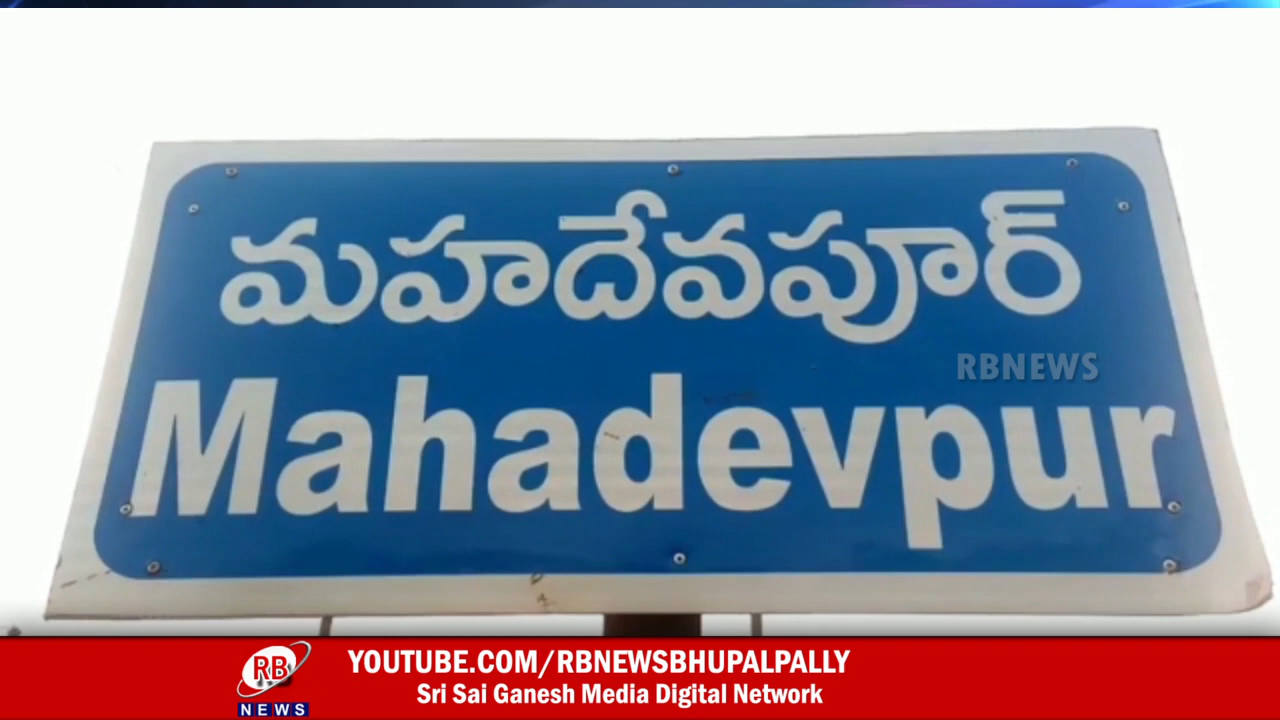 మహదేవపూర్
RBNEWS
Mahadevpur
RB
NEWS
YOUTUBE.COM/RBNEWSBHUPALPALLY
Sri Sai Ganesh Media Digital Network